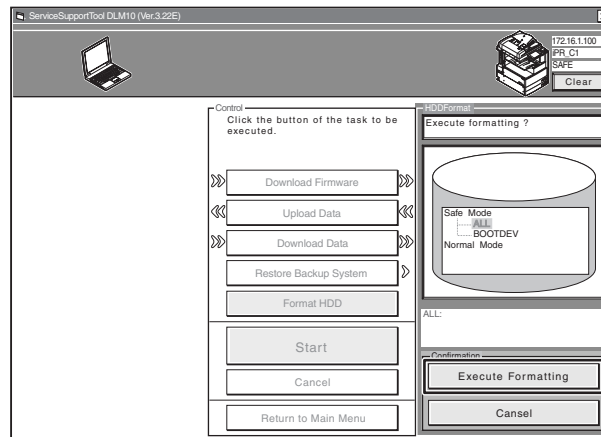 ServiceSupportTool DLM10 (Ver.3.22E)
172.16.1.100
iPR_C1
SAFE
Clear
Control
Click the button of the task to be
executed.
Download Firmware
Upload Data
Download Data
Restore Backup System
Format HDD
Start
Cancel
Return to Main Menu
HDDFormat
Execute formatting ?
Safe Mode
ALL
BOOTDEV
Normal Mode
ALL:
Confirmation
Execute Formatting
Cansel